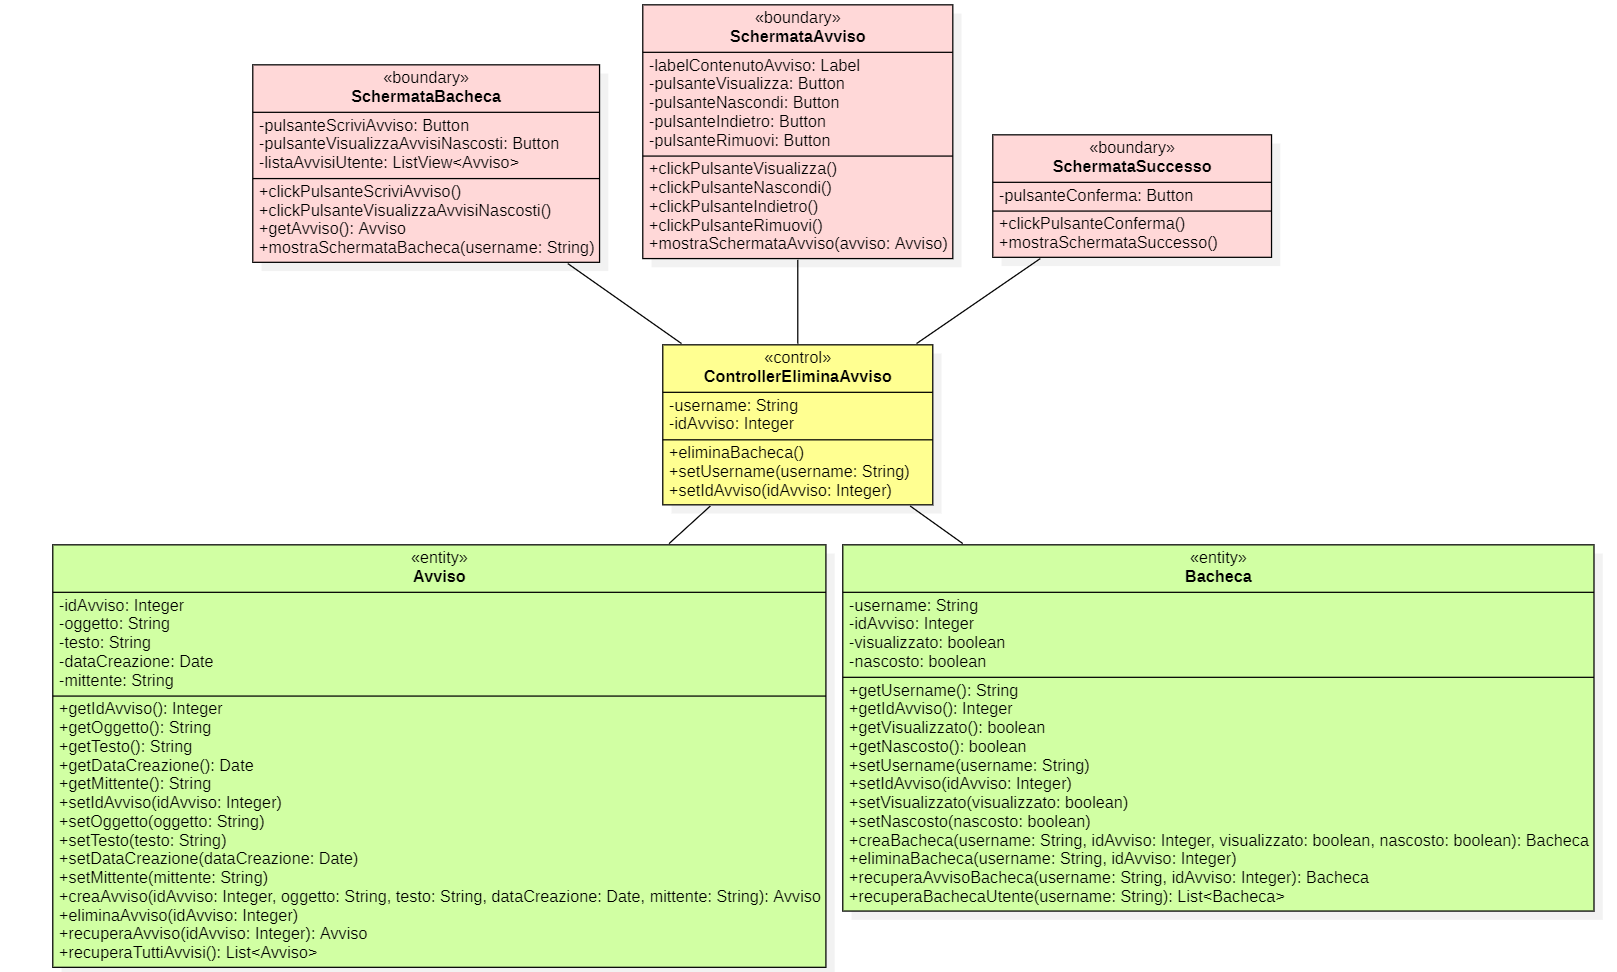 «boundary»
SchermataBacheca
-pulsanteScriviAvviso: Button
-pulsanteVisualizzaAvvisiNascosti: Button
-listaAvvisiUtente: ListView<Avviso>
+clickPulsanteScriviAvviso()
+clickPulsanteVisualizzaAvvisiNascosti()
+getAvviso(): Avviso
+mostraSchermataBacheca(username: String)
«boundary»
SchermataAvviso
-labelContenutoAvviso: Label
-pulsanteVisualizza: Button
-pulsanteNascondi: Button
-pulsanteIndietro: Button
-pulsanteRimuovi: Button
+clickPulsanteVisualizza()
+clickPulsanteNascondi()
+clickPulsanteIndietro()
+clickPulsanteRimuovi()
+mostraSchermataAvviso(avviso: Avviso)
«boundary»
SchermataSuccesso
-pulsanteConferma: Button
+clickPulsanteConferma()
+mostraSchermataSuccesso()
«control»
ControllerEliminaAvviso
-username: String
-idAvviso: Integer
+eliminaBacheca()
+setUsername(username: String)
+setIdAvviso(idAvviso: Integer)
«entity»
Avviso
-idAvviso: Integer
-oggetto: String
-testo: String
-dataCreazione: Date
-mittente: String
+getIdAvviso(): Integer
+getOggetto(): String
+getTesto(): String
+getDataCreazione(): Date
+getMittente(): String
+setIdAvviso(idAvviso: Integer)
+setOggetto(oggetto: String)
+setTesto(testo: String)
+setDataCreazione(dataCreazione: Date)
+setMittente(mittente: String)
+creaAvviso(idAvviso: Integer, oggetto: String, testo: String, dataCreazione: Date, mittente: String): Avviso
+eliminaAvviso(idAvviso: Integer)
+recuperaAvviso(idAvviso: Integer): Avviso
+recuperaTuttiAvvisi(): List<Avviso>
«entity»
Bacheca
-username: String
-idAvviso: Integer
-visualizzato: boolean
-nascosto: boolean
+getUsername(): String
+getIdAvviso(): Integer
+getVisualizzato(): boolean
+getNascosto(): boolean
+setUsername(username: String)
+setIdAvviso(idAvviso: Integer)
+setVisualizzato(visualizzato: boolean)
+setNascosto(nascosto: boolean)
+creaBacheca(username: String, idAvviso: Integer, visualizzato: boolean, nascosto: boolean): Bacheca
+eliminaBacheca(username: String, idAvviso: Integer)
+recuperaAvvisoBacheca(username: String, idAvviso: Integer): Bacheca
+recuperaBachecaUtente(username: String): List<Bacheca>